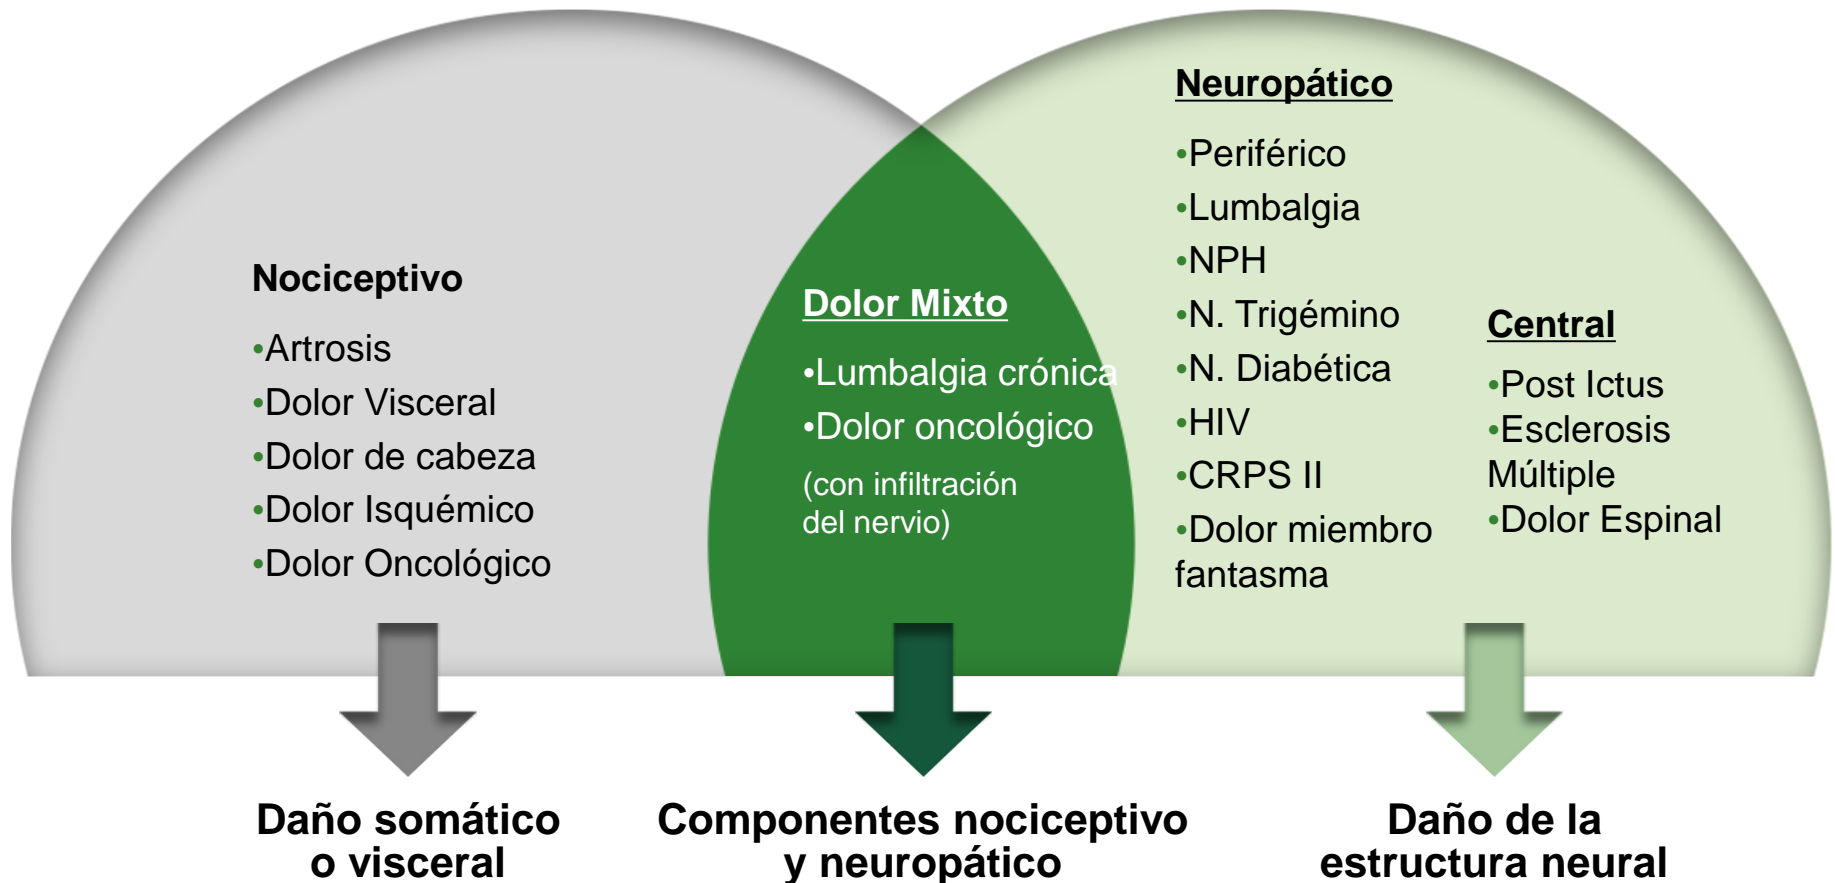 Nociceptivo
•Artrosis
•Dolor Visceral
•Dolor de cabeza
•Dolor Isquémico
•Dolor Oncológico
Dolor Mixto
•Lumbalgia crónica
•Dolor oncológico
(con infiltración
del nervio)
Neuropático
•Periférico
•Lumbalgia
•NPH
•N. Trigémino
•N. Diabética
•HIV
•CRPS II
•Dolor miembro
fantasma
Central
•Post Ictus
•Esclerosis
Múltiple
•Dolor Espinal
Daño somático
o visceral
Componentes nociceptivo
y neuropático
Daño de la
estructura neural